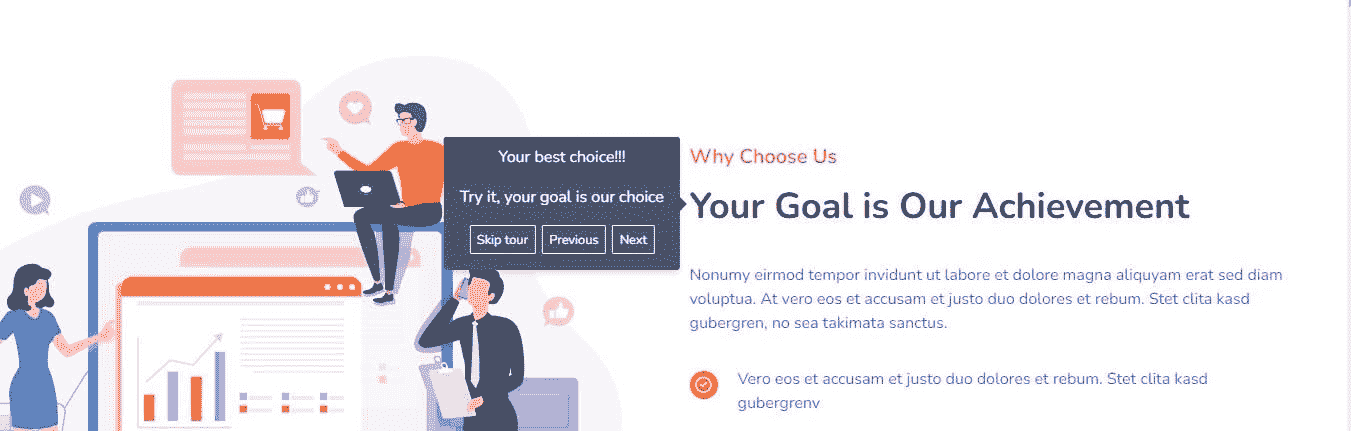 Your best choice!!!
Try it, your goal is our choice
Skip tour Previous Next
Why Choose Us
Your Goal is Our Achievement
Nonumy eirmod tempor invidunt ut labore et dolore magna aliquyam erat sed diam
voluptua. At vero eos et accusam et justo duo dolores et rebum. Stet clita kasd
gubergren, no sea takimata sanctus.
Vero eos et accusam et justo duo dolores et rebum. Stet clita kasd
gubergrenv